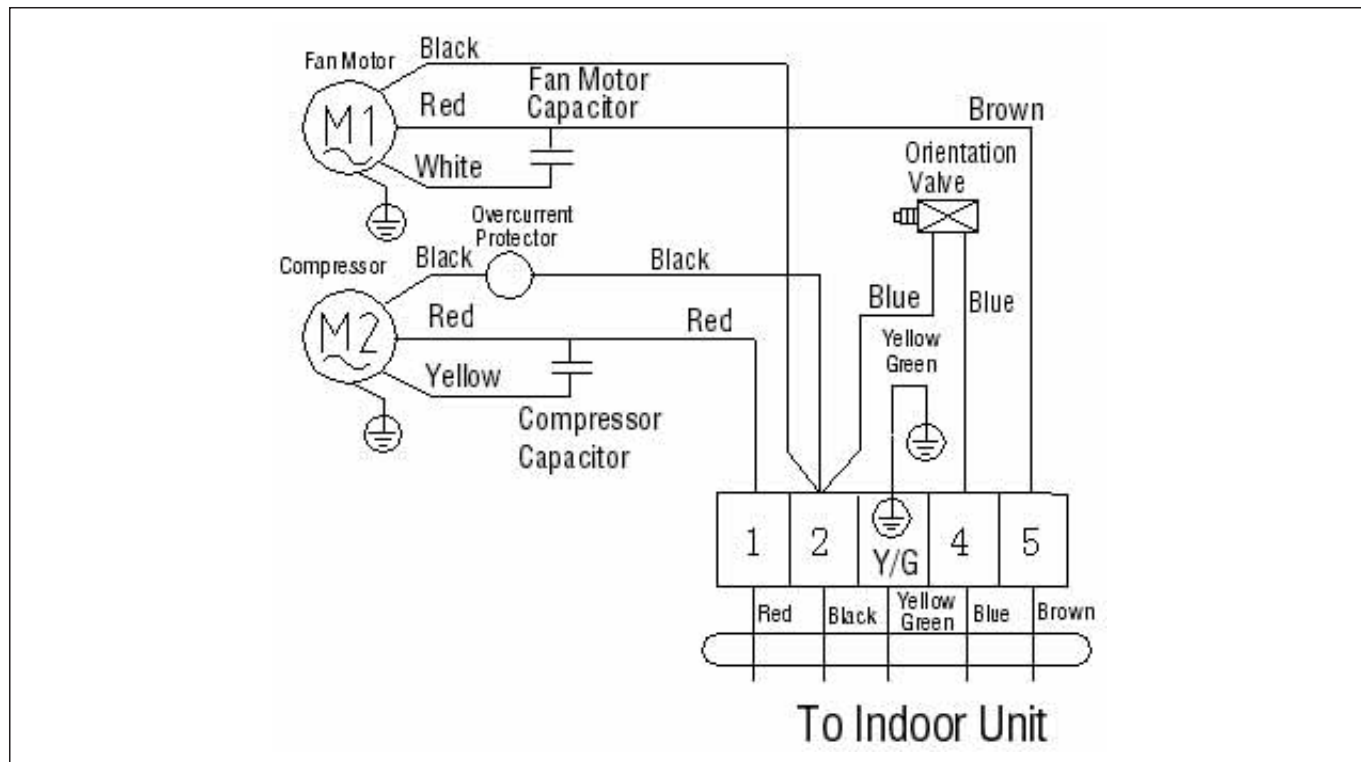 Black
Fan Motor
Fan Motor
Capacitor
Red
Brown
M1
White
Orientation
Valve
Overcurrent
Protector
Black
Black
Compressor
Blue
Blue
Red
Red
Yellow
Green
M2
Yellow
Compressor
Capacitor
1
2
Y/G
4
5
Red
Black
Yellow
Green
Blue
Brown
To Indoor Unit